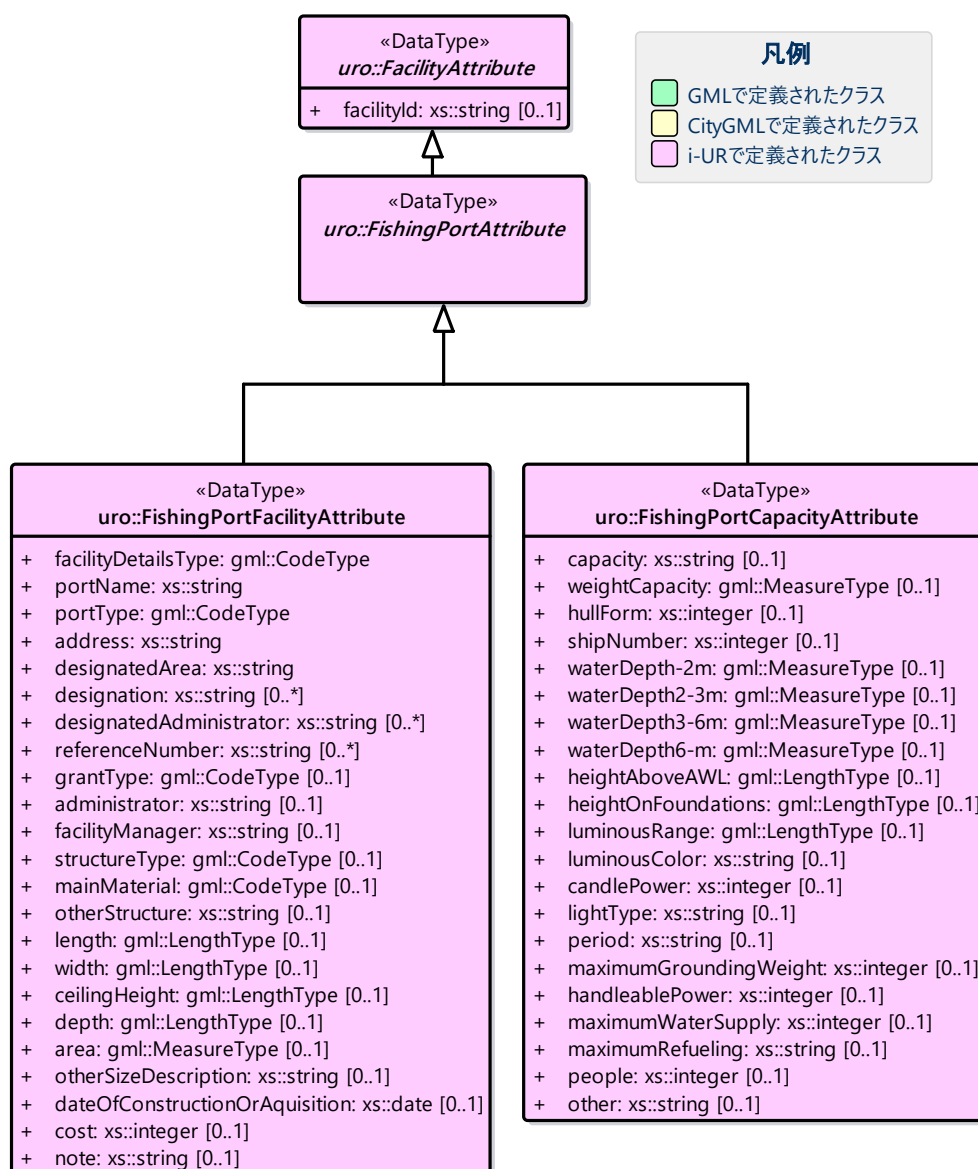 «DataType»
uro::FacilityAttribute
+ facilityId: xs::string [0..1]
凡例
GMLで定義されたクラス
CityGMLで定義されたクラス
i-URで定義されたクラス
«DataType»
uro::FishingPortAttribute
«DataType»
uro::FishingPortFacilityAttribute
+ facilityDetailsType: gml::CodeType
+ portName: xs::string
+ portType: gml::CodeType
+ address: xs::string
+ designatedArea: xs::string
+ designation: xs::string [0..*]
+ designatedAdministrator: xs::string [0..*]
+ referenceNumber: xs::string [0..*]
+ grantType: gml::CodeType [0..1]
+ administrator: xs::string [0..1]
+ facilityManager: xs::string [0..1]
+ structureType: gml::CodeType [0..1]
+ mainMaterial: gml::CodeType [0..1]
+ otherStructure: xs::string [0..1]
+ length: gml::LengthType [0..1]
+ width: gml::LengthType [0..1]
+ ceilingHeight: gml::LengthType [0..1]
+ depth: gml::LengthType [0..1]
+ area: gml::MeasureType [0..1]
+ otherSizeDescription: xs::string [0..1]
+ dateOfConstructionOrAquisition: xs::date [0..1]
+ cost: xs::integer [0..1]
+ note: xs::string [0..1]
«DataType»
uro::FishingPortCapacityAttribute
+ capacity: xs::string [0..1]
+ weightCapacity: gml::MeasureType [0..1]
+ hullForm: xs::integer [0..1]
+ shipNumber: xs::integer [0..1]
+ waterDepth-2m: gml::MeasureType [0..1]
+ waterDepth2-3m: gml::MeasureType [0..1]
+ waterDepth3-6m: gml::MeasureType [0..1]
+ waterDepth6-m: gml::MeasureType [0..1]
+ heightAboveAWL: gml::LengthType [0..1]
+ heightOnFoundations: gml::LengthType [0..1]
+ luminousRange: gml::LengthType [0..1]
+ luminousColor: xs::string [0..1]
+ candlePower: xs::integer [0..1]
+ lightType: xs::string [0..1]
+ period: xs::string [0..1]
+ maximumGroundingWeight: xs::integer [0..1]
+ handleablePower: xs::integer [0..1]
+ maximumWaterSupply: xs::integer [0..1]
+ maximumRefueling: xs::string [0..1]
+ people: xs::integer [0..1]
+ other: xs::string [0..1]